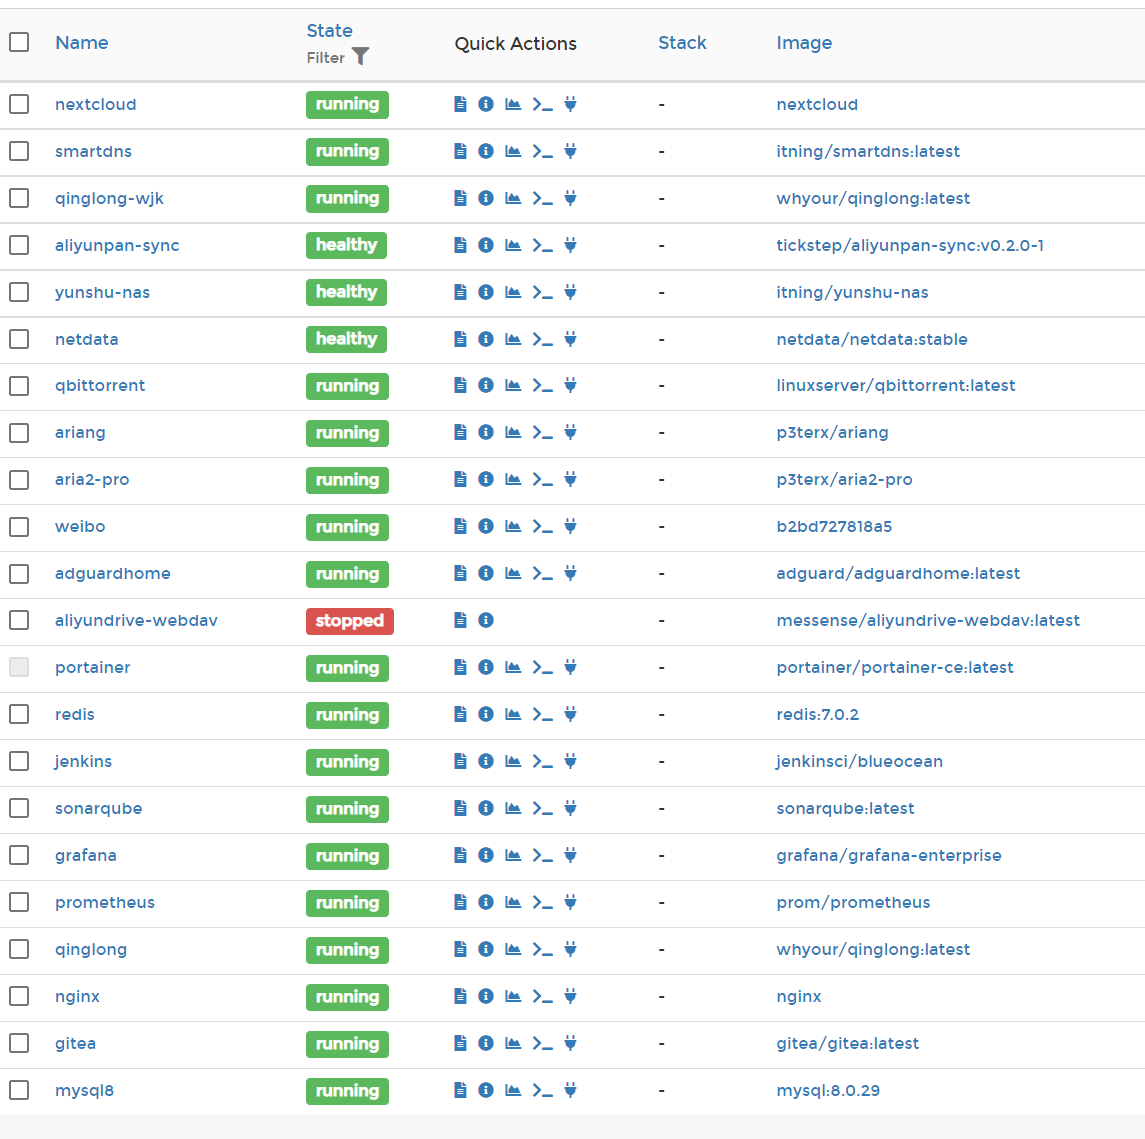 Name State Quick Actions Stack Image
Filter
nextcloud running - nextcloud
smartdns running - itning/smartdns:latest
qinglong-wjk running - whyour/qinglong:latest
aliyunpan-sync healthy - tickstep/aliyunpan-sync:v0.2.0-1
yunshu-nas healthy - itning/yunshu-nas
netdata healthy - netdata/netdata:stable
qbittorrent running - linuxserver/qbittorrent:latest
ariang running - p3terx/ariang
aria2-pro running - p3terx/aria2-pro
weibo running - b2bd727818a5
adguardhome running - adguard/adguardhome:latest
aliyundrive-webdav stopped - messense/aliyundrive-webdav:latest
portainer running - portainer/portainer-ce:latest
redis running - redis:7.0.2
jenkins running - jenkinsci/blueocean
sonarqube running - sonarqube:latest
grafana running - grafana/grafana-enterprise
prometheus running - prom/prometheus
qinglong running - whyour/qinglong:latest
nginx running - nginx
gitea running - gitea/gitea:latest
mysql8 running - mysql:8.0.29